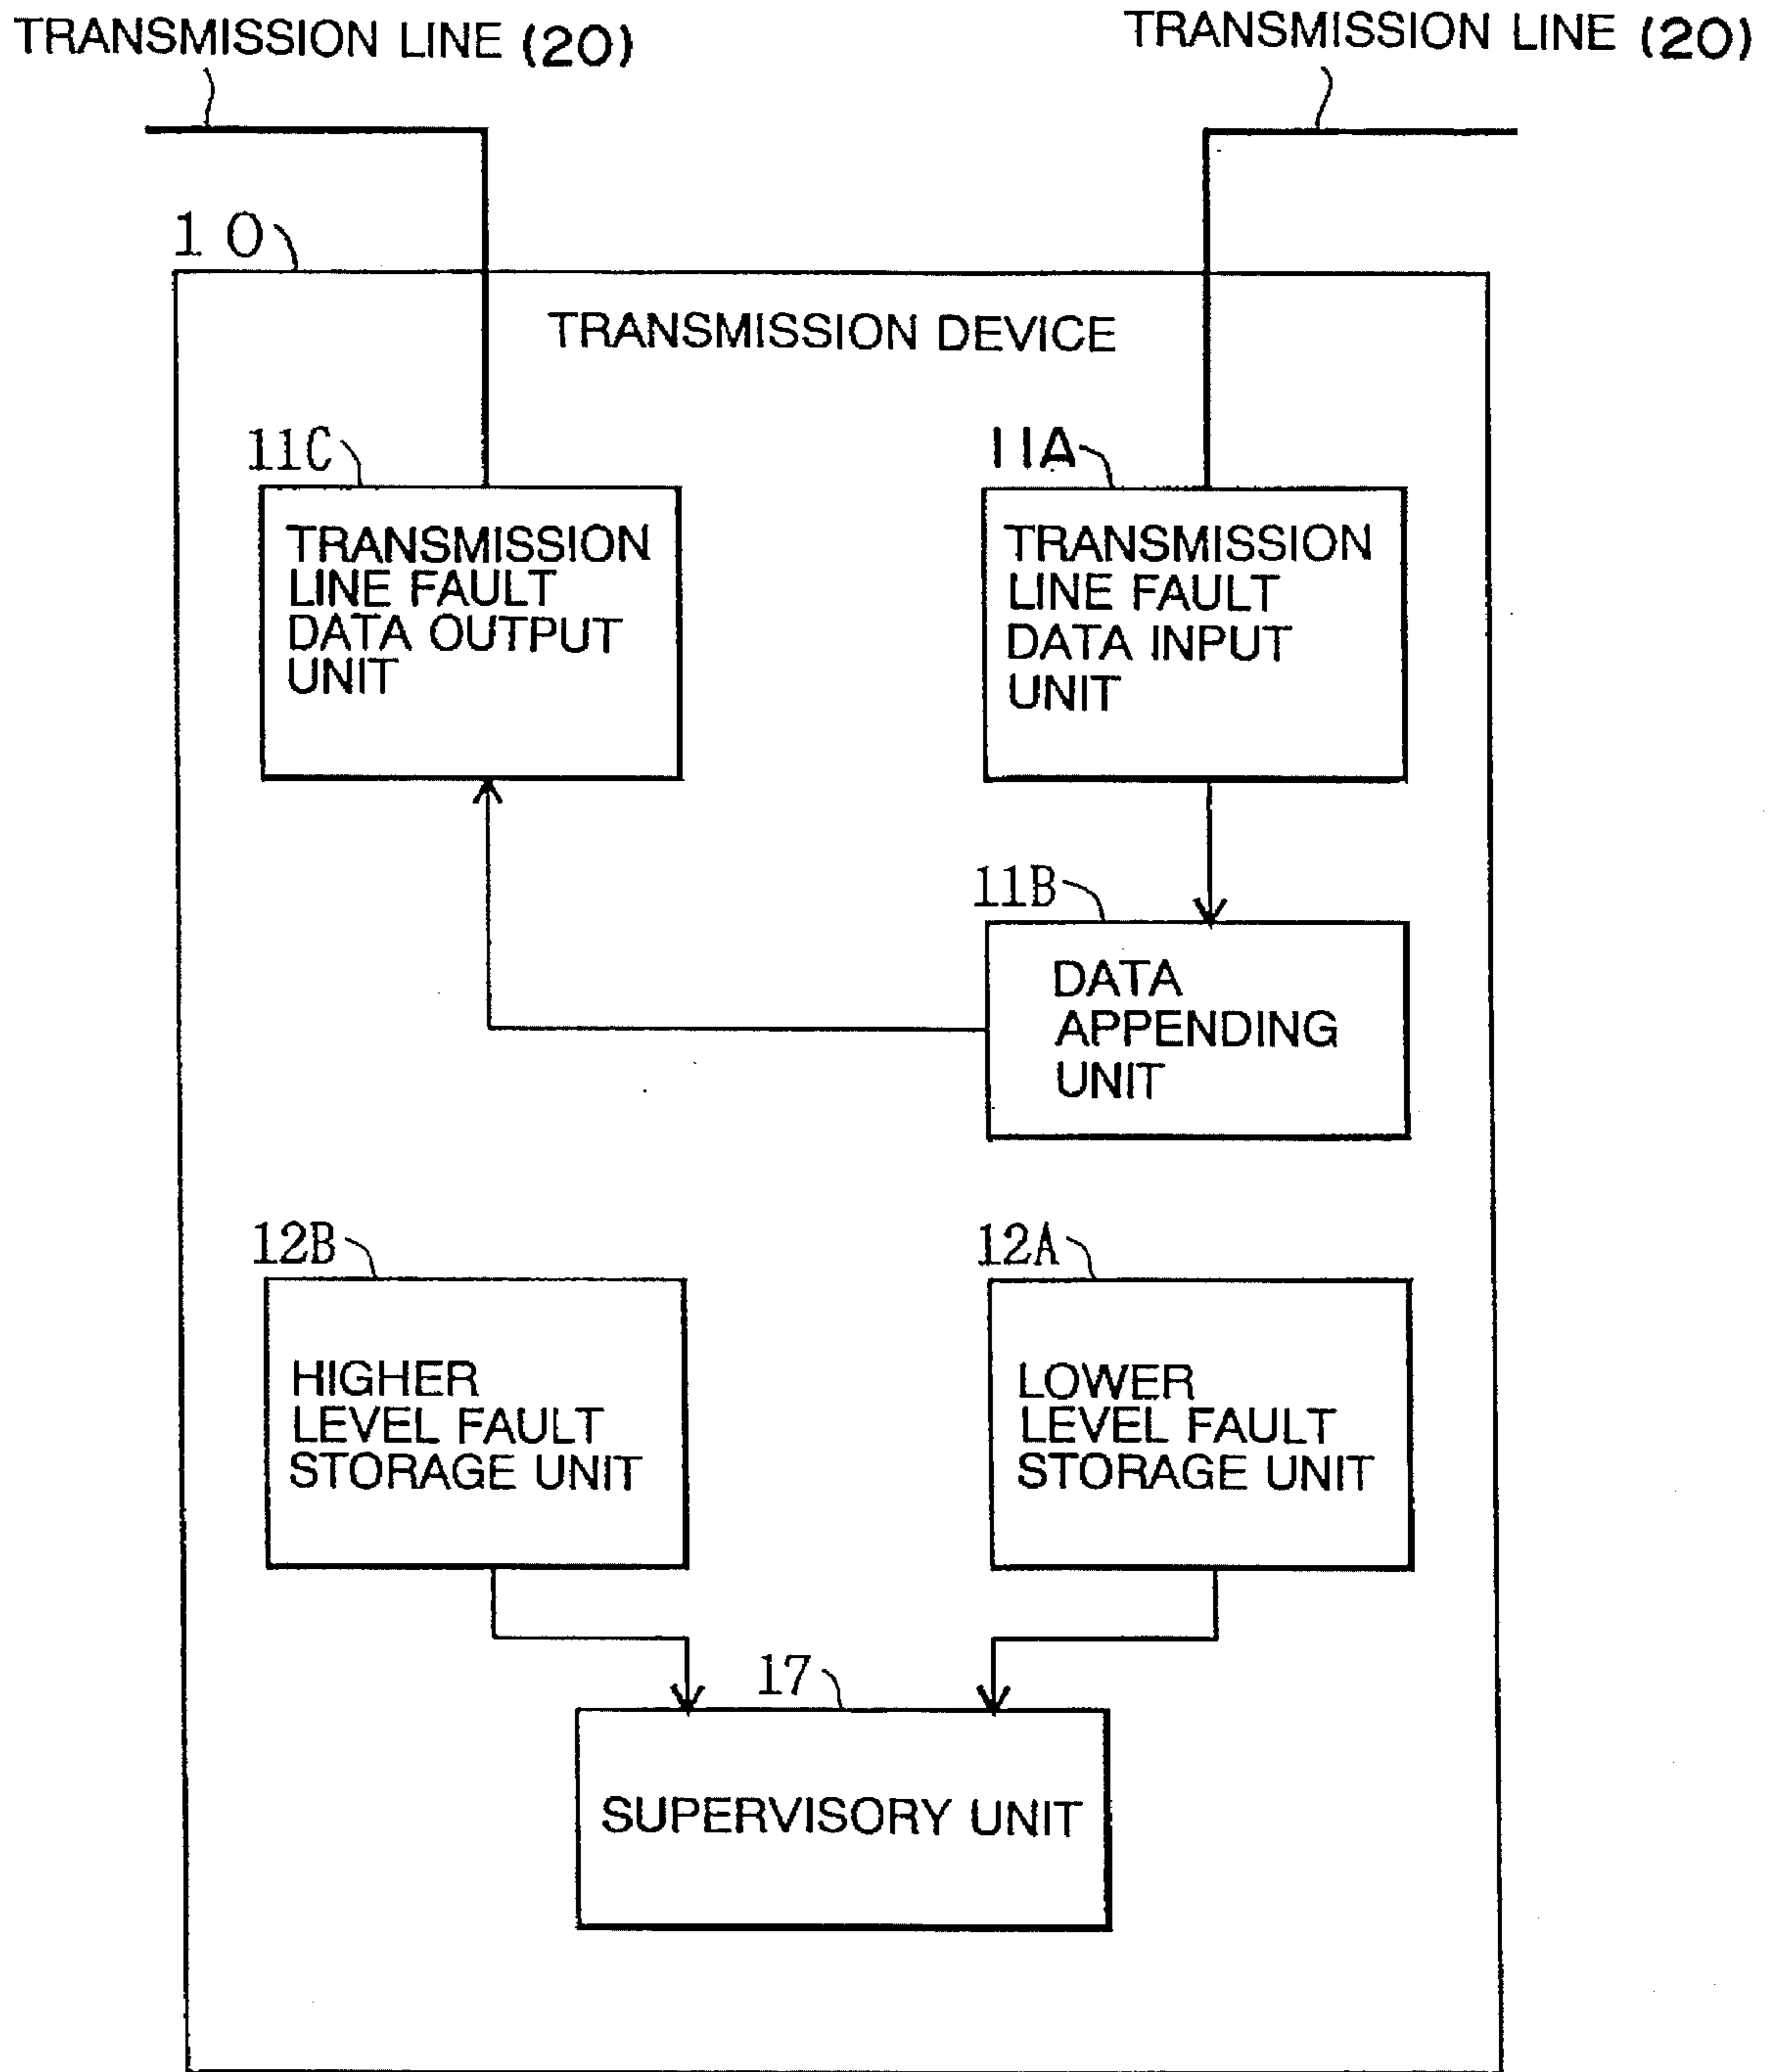 TRANSMISSION LINE (20)
TRANSMISSION LINE (20)
10
TRANSMISSION DEVICE
11C
TRANSMISSION
LINE FAULT
DATA OUTPUT
UNIT
11A
TRANSMISSION
LINE FAULT
DATA INPUT
UNIT
11B
DATA
APPENDING
UNIT
12B
HIGHER
LEVEL FAULT
STORAGE UNIT
12A
LOWER
LEVEL FAULT
STORAGE UNIT
17
SUPERVISORY UNIT